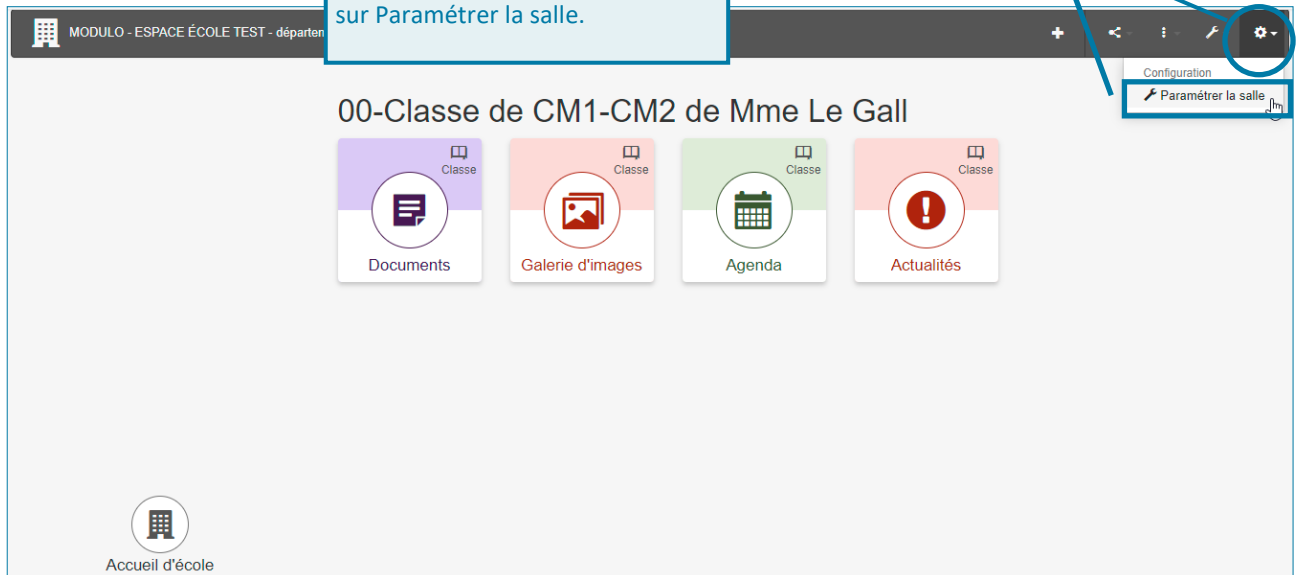 sur Paramétrer la salle.
MODULO - ESPACE ÉCOLE TEST - départem
Configuration
Paramétrer la salle
00-Classe de CM1-CM2 de Mme Le Gall
Classe
Classe
Classe
Classe
Documents
Galerie d'images
Agenda
Actualités
Accueil d'école